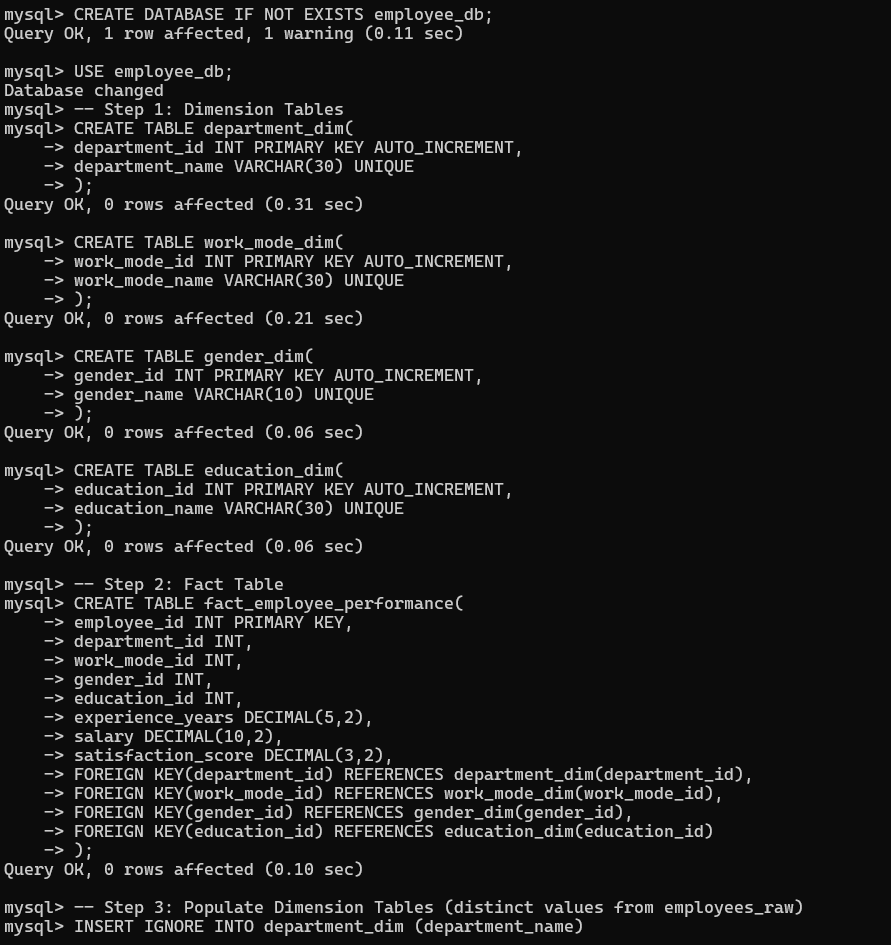 mysql> CREATE DATABASE IF NOT EXISTS employee_db;
Query OK, 1 row affected, 1 warning (0.11 sec)

mysql> USE employee_db;
Database changed
mysql> -- Step 1: Dimension Tables
mysql> CREATE TABLE department_dim(
    -> department_id INT PRIMARY KEY AUTO_INCREMENT,
    -> department_name VARCHAR(30) UNIQUE
    -> );
Query OK, 0 rows affected (0.31 sec)

mysql> CREATE TABLE work_mode_dim(
    -> work_mode_id INT PRIMARY KEY AUTO_INCREMENT,
    -> work_mode_name VARCHAR(30) UNIQUE
    -> );
Query OK, 0 rows affected (0.21 sec)

mysql> CREATE TABLE gender_dim(
    -> gender_id INT PRIMARY KEY AUTO_INCREMENT,
    -> gender_name VARCHAR(10) UNIQUE
    -> );
Query OK, 0 rows affected (0.06 sec)

mysql> CREATE TABLE education_dim(
    -> education_id INT PRIMARY KEY AUTO_INCREMENT,
    -> education_name VARCHAR(30) UNIQUE
    -> );
Query OK, 0 rows affected (0.06 sec)

mysql> -- Step 2: Fact Table
mysql> CREATE TABLE fact_employee_performance(
    -> employee_id INT PRIMARY KEY,
    -> department_id INT,
    -> work_mode_id INT,
    -> gender_id INT,
    -> education_id INT,
    -> experience_years DECIMAL(5,2),
    -> salary DECIMAL(10,2),
    -> satisfaction_score DECIMAL(3,2),
    -> FOREIGN KEY(department_id) REFERENCES department_dim(department_id),
    -> FOREIGN KEY(work_mode_id) REFERENCES work_mode_dim(work_mode_id),
    -> FOREIGN KEY(gender_id) REFERENCES gender_dim(gender_id),
    -> FOREIGN KEY(education_id) REFERENCES education_dim(education_id)
    -> );
Query OK, 0 rows affected (0.10 sec)

mysql> -- Step 3: Populate Dimension Tables (distinct values from employees_raw)
mysql> INSERT IGNORE INTO department_dim (department_name)